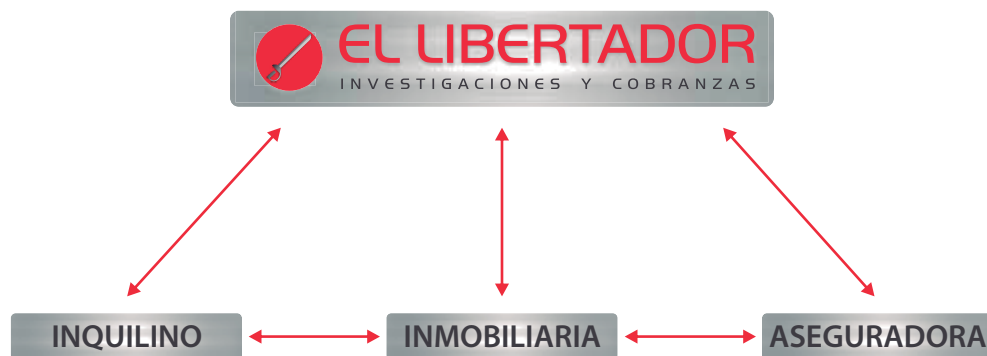 EL LIBERTADOR
INVESTIGACIONES Y COBRANZAS
INQUILINO
INMOBILIARIA
ASEGURADORA